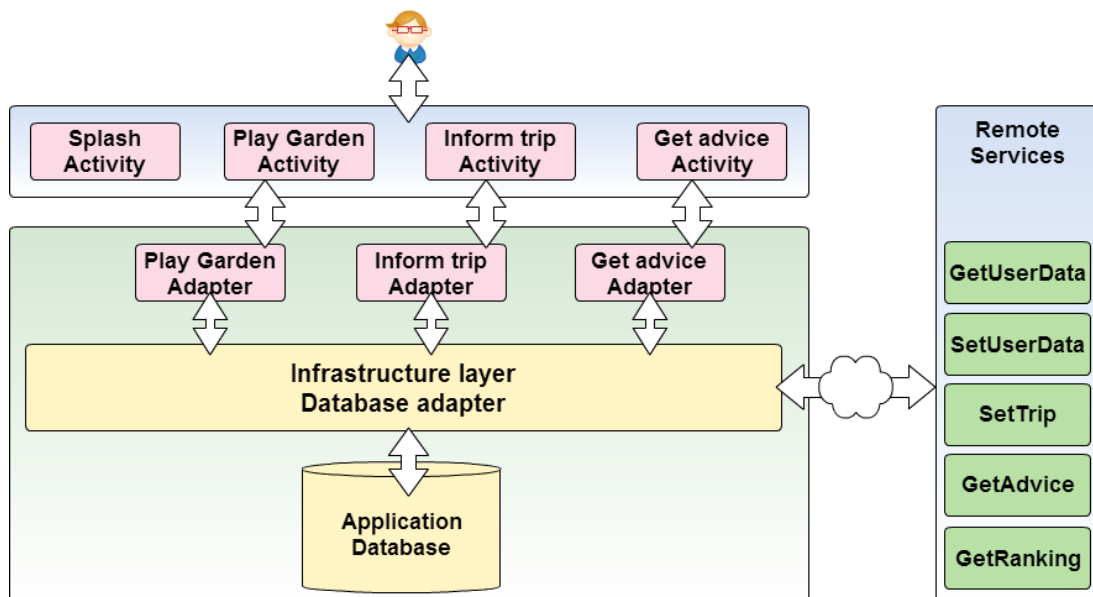 Splash
Activity
Play Garden
Activity
Inform trip
Activity
Get advice
Activity
Remote
Services
Play Garden
Adapter
Inform trip
Adapter
Get advice
Adapter
GetUserData
SetUserData
Infrastructure layer
Database adapter
SetTrip
GetAdvice
Application
Database
GetRanking